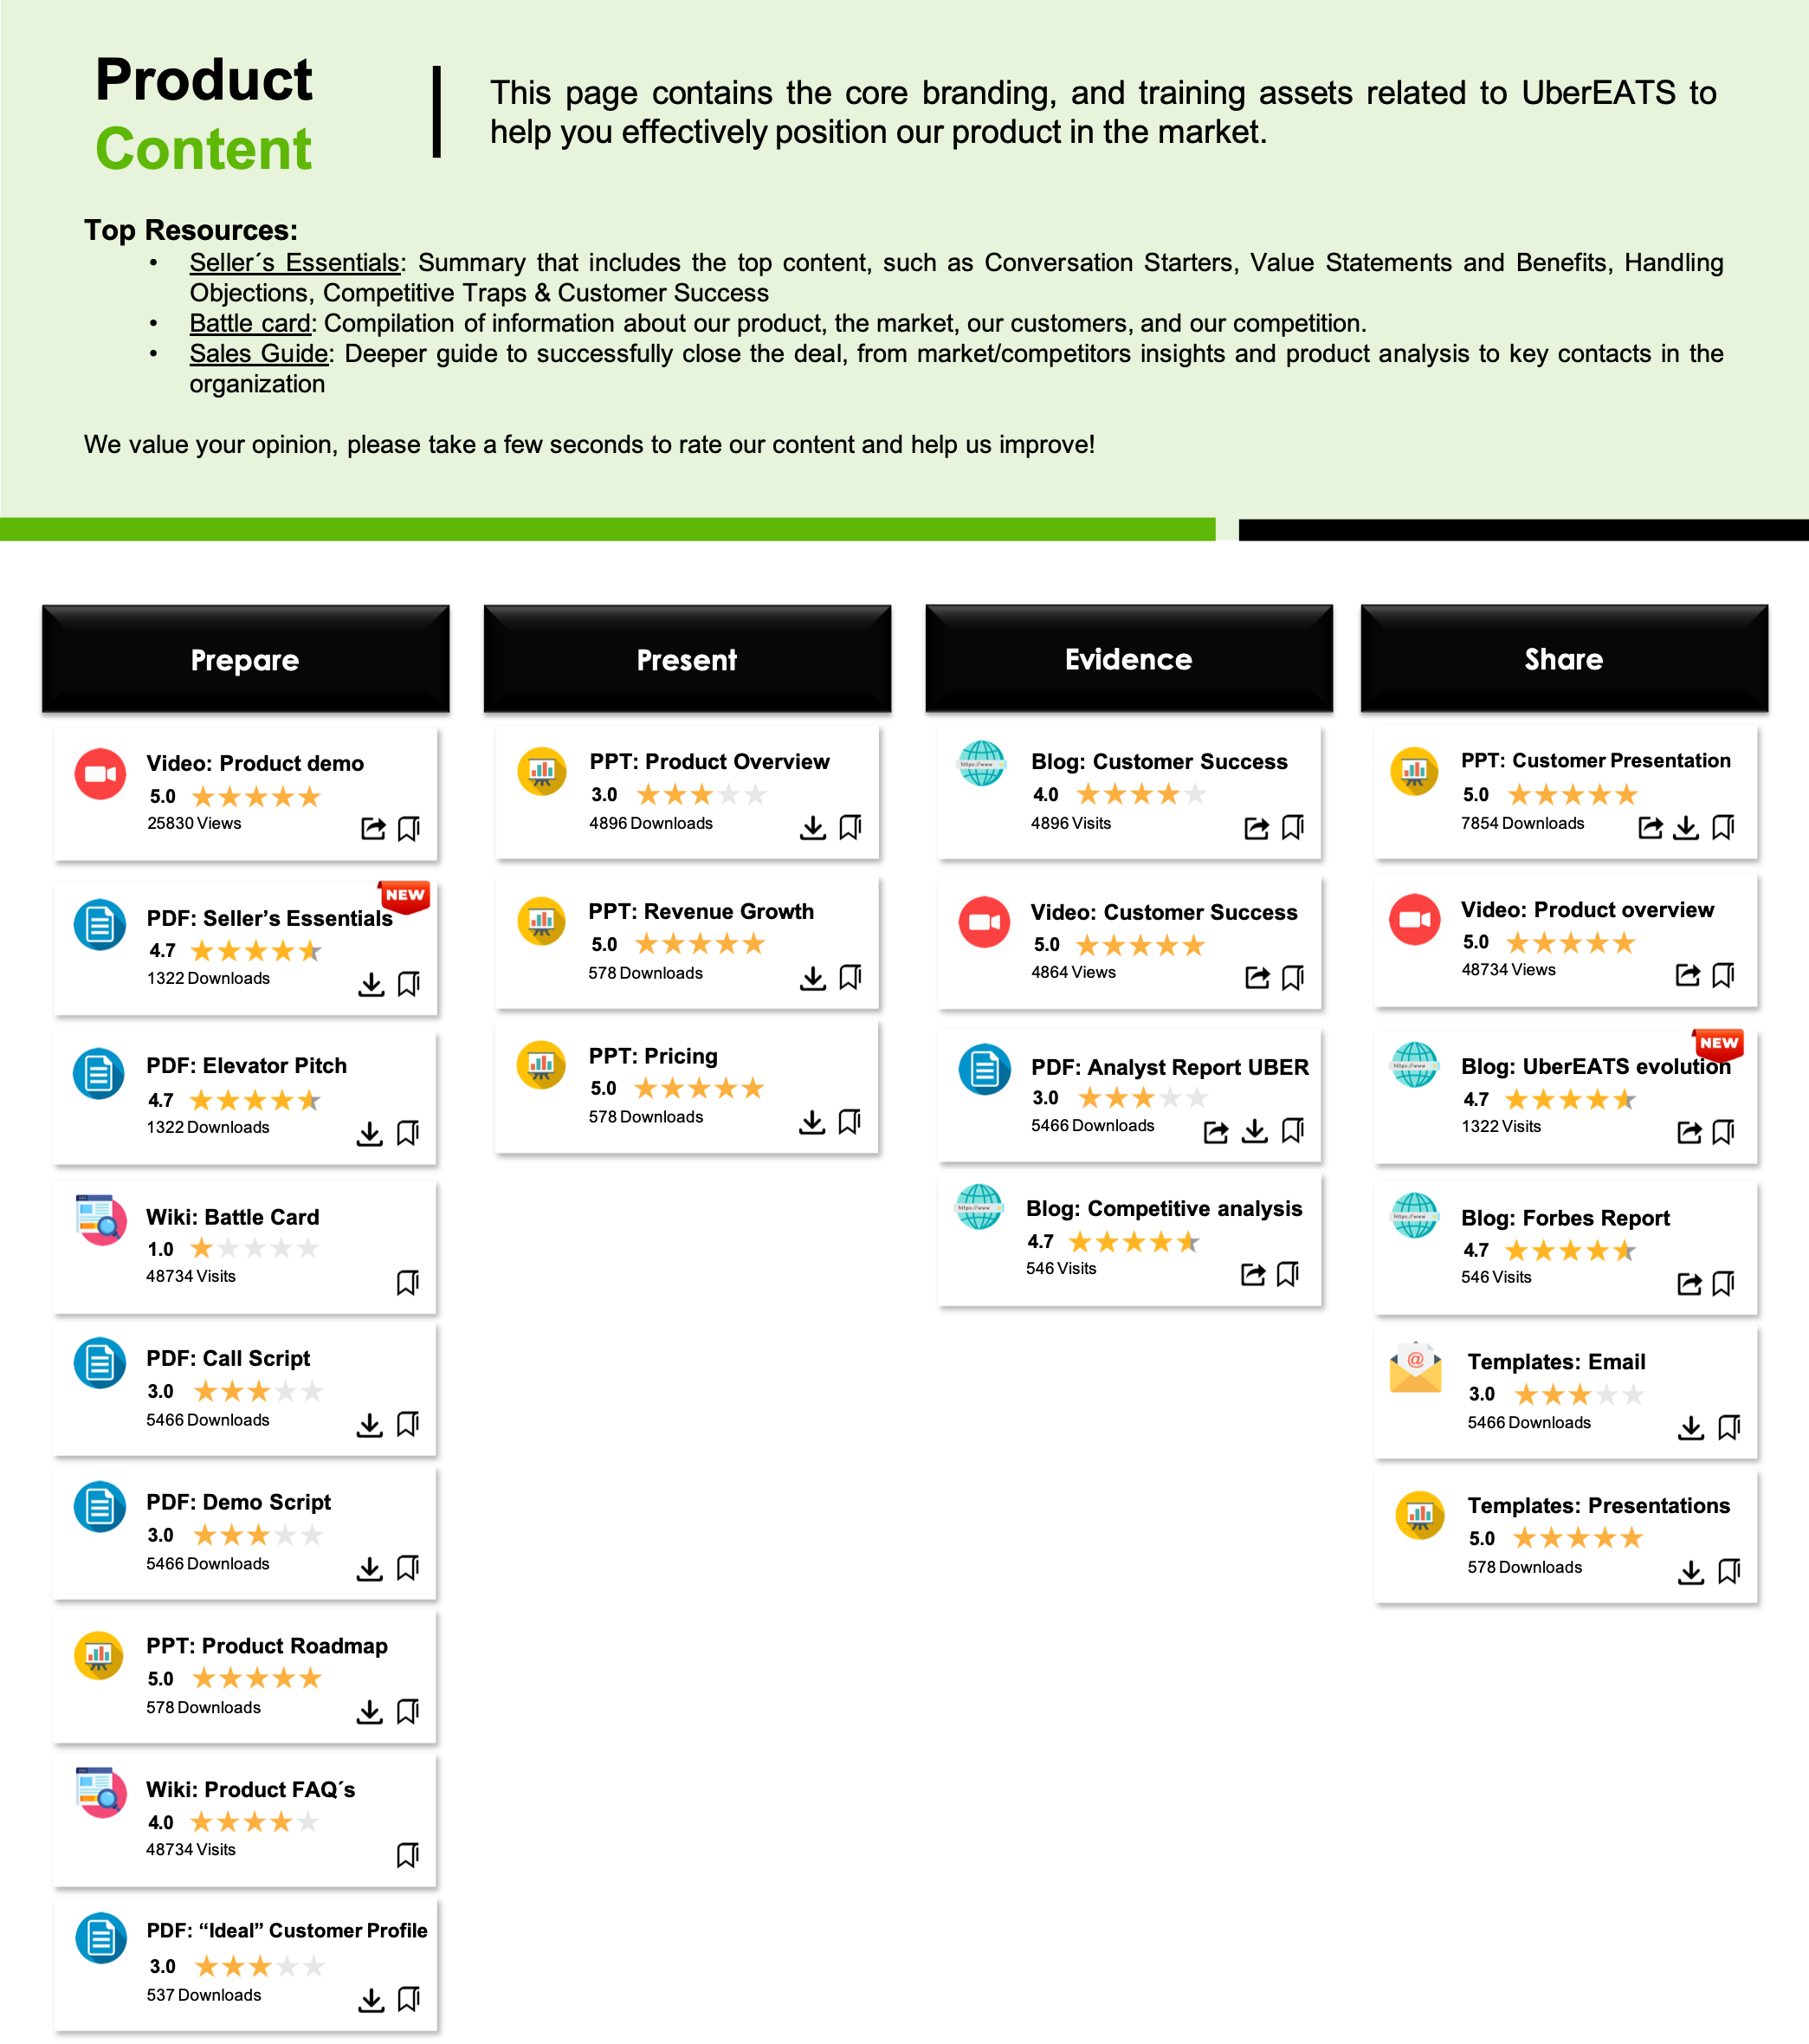 Product
Content
This page contains the core branding, and training assets related to UberEATS to
help you effectively position our product in the market.
Top Resources:
• Seller´s Essentials: Summary that includes the top content, such as Conversation Starters, Value Statements and Benefits, Handling
Objections, Competitive Traps & Customer Success
• Battle card: Compilation of information about our product, the market, our customers, and our competition.
• Sales Guide: Deeper guide to successfully close the deal, from market/competitors insights and product analysis to key contacts in the
organization
We value your opinion, please take a few seconds to rate our content and help us improve!
Prepare
Video: Product demo
5.0
25830 Views
NEW
PDF: Seller’s Essentials
4.7
1322 Downloads
PDF: Elevator Pitch
4.7
1322 Downloads
Wiki: Battle Card
1.0
48734 Visits
PDF: Call Script
3.0
5466 Downloads
PDF: Demo Script
3.0
5466 Downloads
PPT: Product Roadmap
5.0
578 Downloads
Wiki: Product FAQ´s
4.0
48734 Visits
PDF: “Ideal” Customer Profile
3.0
537 Downloads
Present
PPT: Product Overview
3.0
4896 Downloads
PPT: Revenue Growth
5.0
578 Downloads
PPT: Pricing
5.0
578 Downloads
Evidence
https://www
Blog: Customer Success
4.0
4896 Visits
Video: Customer Success
5.0
4864 Views
PDF: Analyst Report UBER
3.0
5466 Downloads
https://www
Blog: Competitive analysis
4.7
546 Visits
Share
PPT: Customer Presentation
5.0
7854 Downloads
Video: Product overview
5.0
48734 Views
NEW
https://www
Blog: UberEATS evolution
4.7
1322 Visits
https://www
Blog: Forbes Report
4.7
546 Visits
@
Templates: Email
3.0
5466 Downloads
Templates: Presentations
5.0
578 Downloads